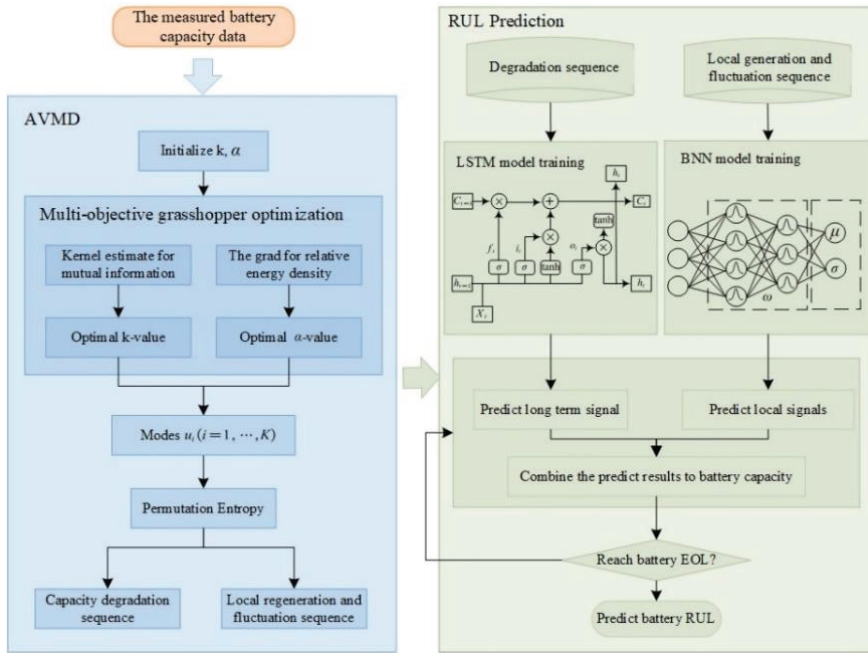 The measured battery
capacity data
AVMD
Initialize k, α
Multi-objective grasshopper optimization
Kernel estimate for
mutual information
The grad for relative
energy density
Optimal k-value
Optimal α-value
Modes u_i (i = 1, ⋯, K)
Permutation Entropy
Capacity degradation
sequence
Local regeneration and
fluctuation sequence
RUL Prediction
Degradation sequence
Local generation and
fluctuation sequence
LSTM model training
h_t
C_{t-1}
×
+
C_t
tanh
f_t
i_t
×
o_t
×
σ
σ
tanh
σ
h_{t-1}
h_t
X_t
BNN model training
μ
σ
ω
Predict long term signal
Predict local signals
Combine the predict results to battery capacity
Reach battery EOL?
Predict battery RUL